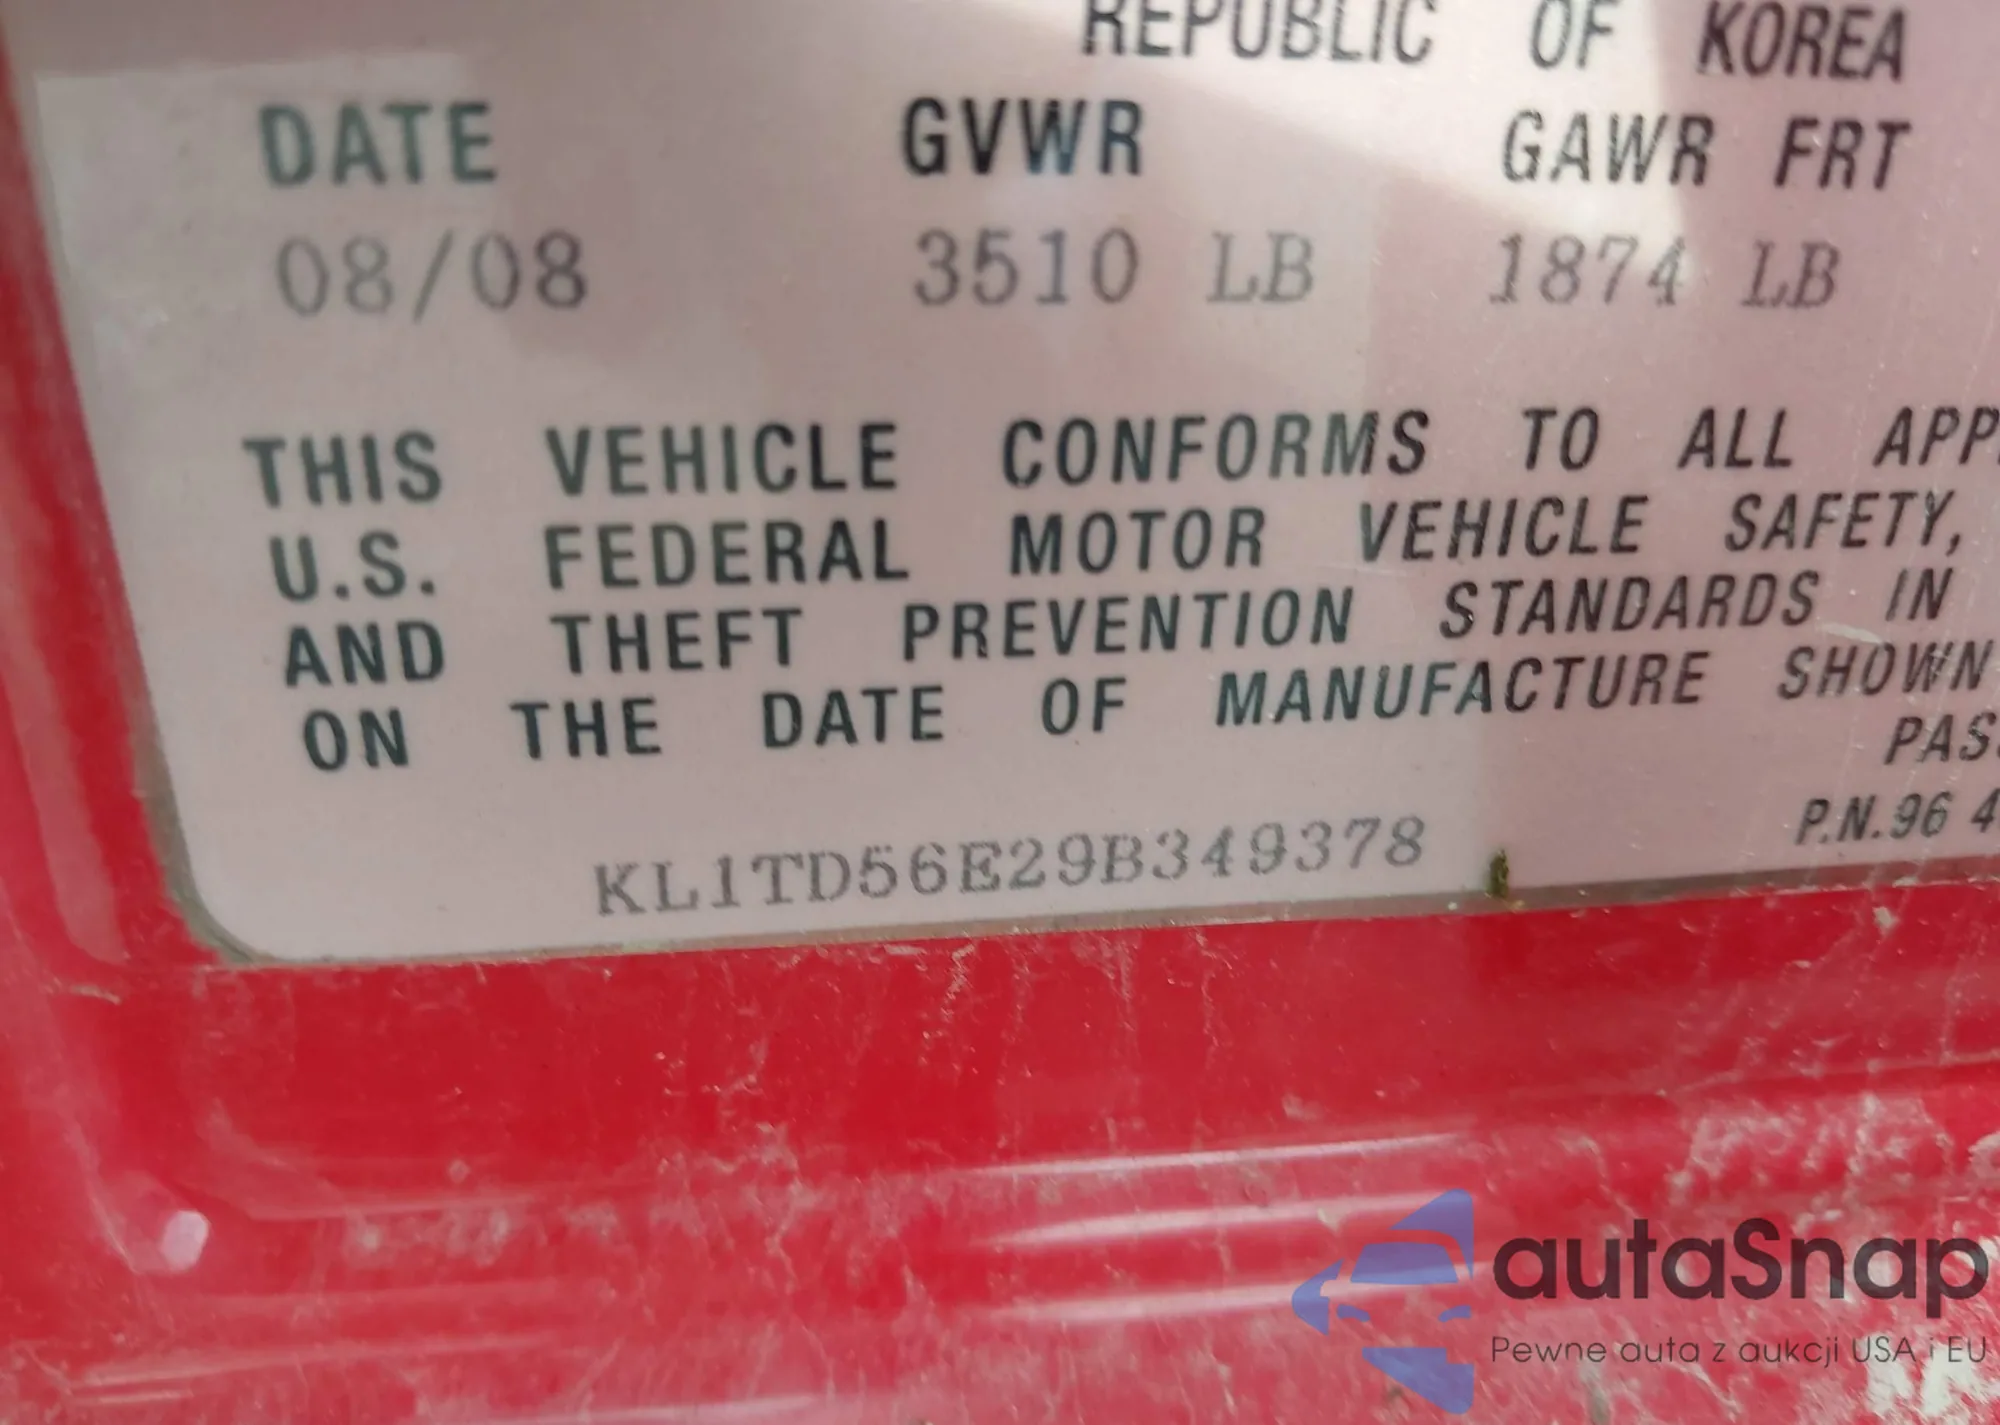 REPUBLIC OF KOREA
DATE GVWR GAWR FRT
08/08 3510 LB 1874 LB
THIS VEHICLE CONFORMS TO ALL
U.S. FEDERAL MOTOR VEHICLE SAFETY,
AND THEFT PREVENTION STANDARDS IN
ON THE DATE OF MANUFACTURE SHOWN
P.N.96
KL1TD56E29B349378
autaSnap
Pewne auta z aukcji USA i EU